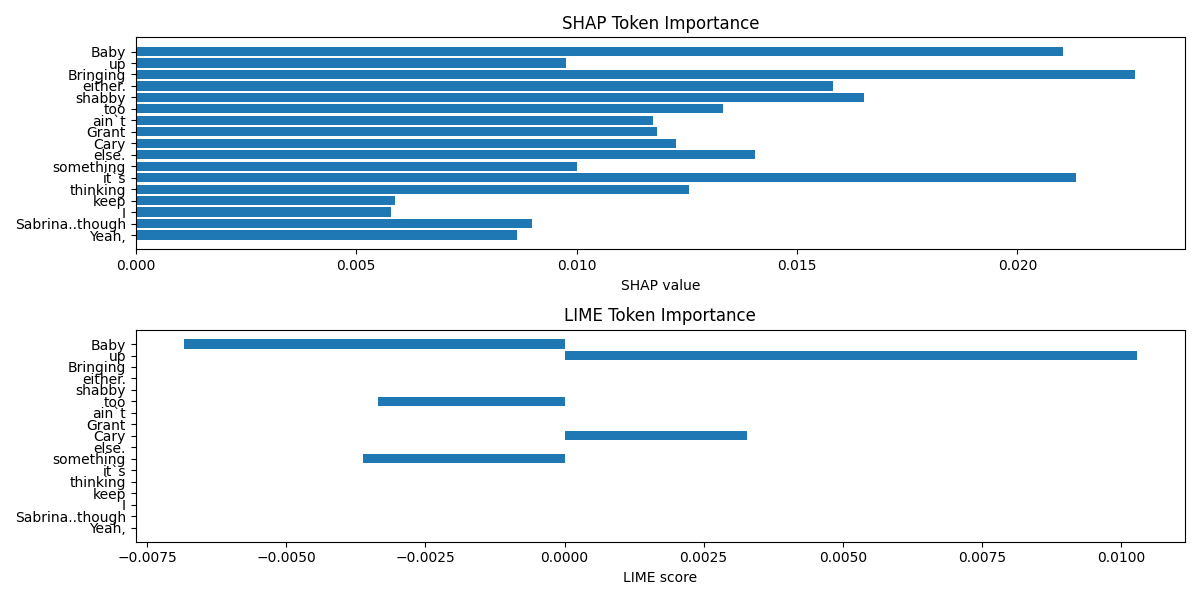 SHAP Token Importance
Baby
up
Bringing
either.
shabby
too
ain`t
Grant
Cary
else.
something
it`s
thinking
keep
I
Sabrina..though
Yeah,
0.000 0.005 0.010 0.015 0.020
SHAP value
LIME Token Importance
Baby
up
Bringing
either.
shabby
too
ain`t
Grant
Cary
else.
something
it`s
thinking
keep
I
Sabrina..though
Yeah,
−0.0075 −0.0050 −0.0025 0.0000 0.0025 0.0050 0.0075 0.0100
LIME score